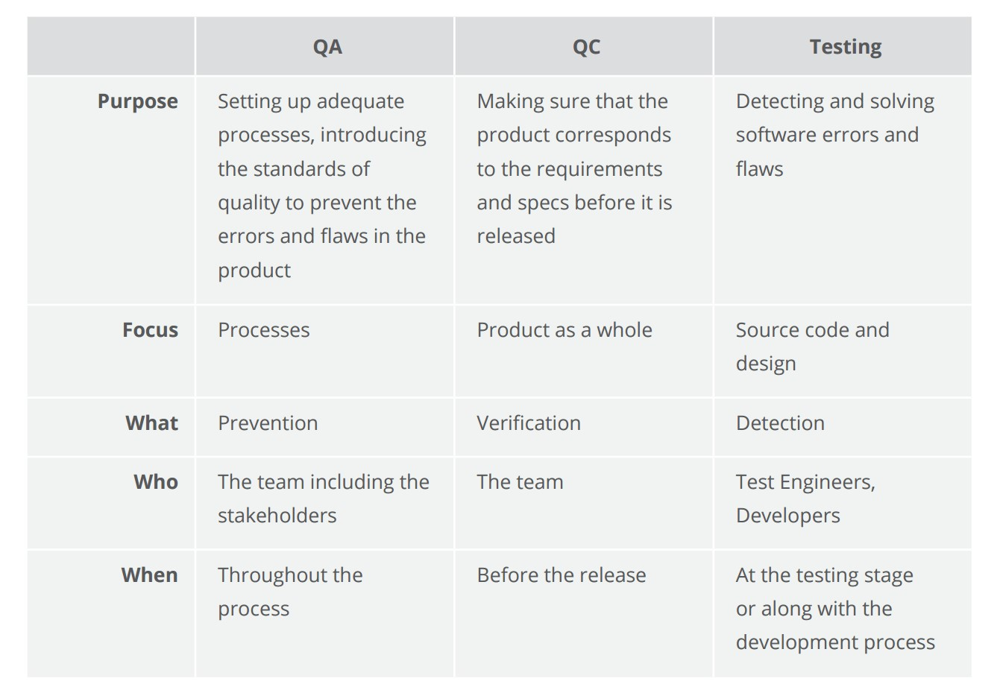 QA QC Testing
Purpose
Setting up adequate
processes, introducing
the standards of
quality to prevent the
errors and flaws in the
product
Making sure that the
product corresponds
to the requirements
and specs before it is
released
Detecting and solving
software errors and
flaws
Focus
Processes
Product as a whole
Source code and
design
What
Prevention
Verification
Detection
Who
The team including the
stakeholders
The team
Test Engineers,
Developers
When
Throughout the
process
Before the release
At the testing stage
or along with the
development process